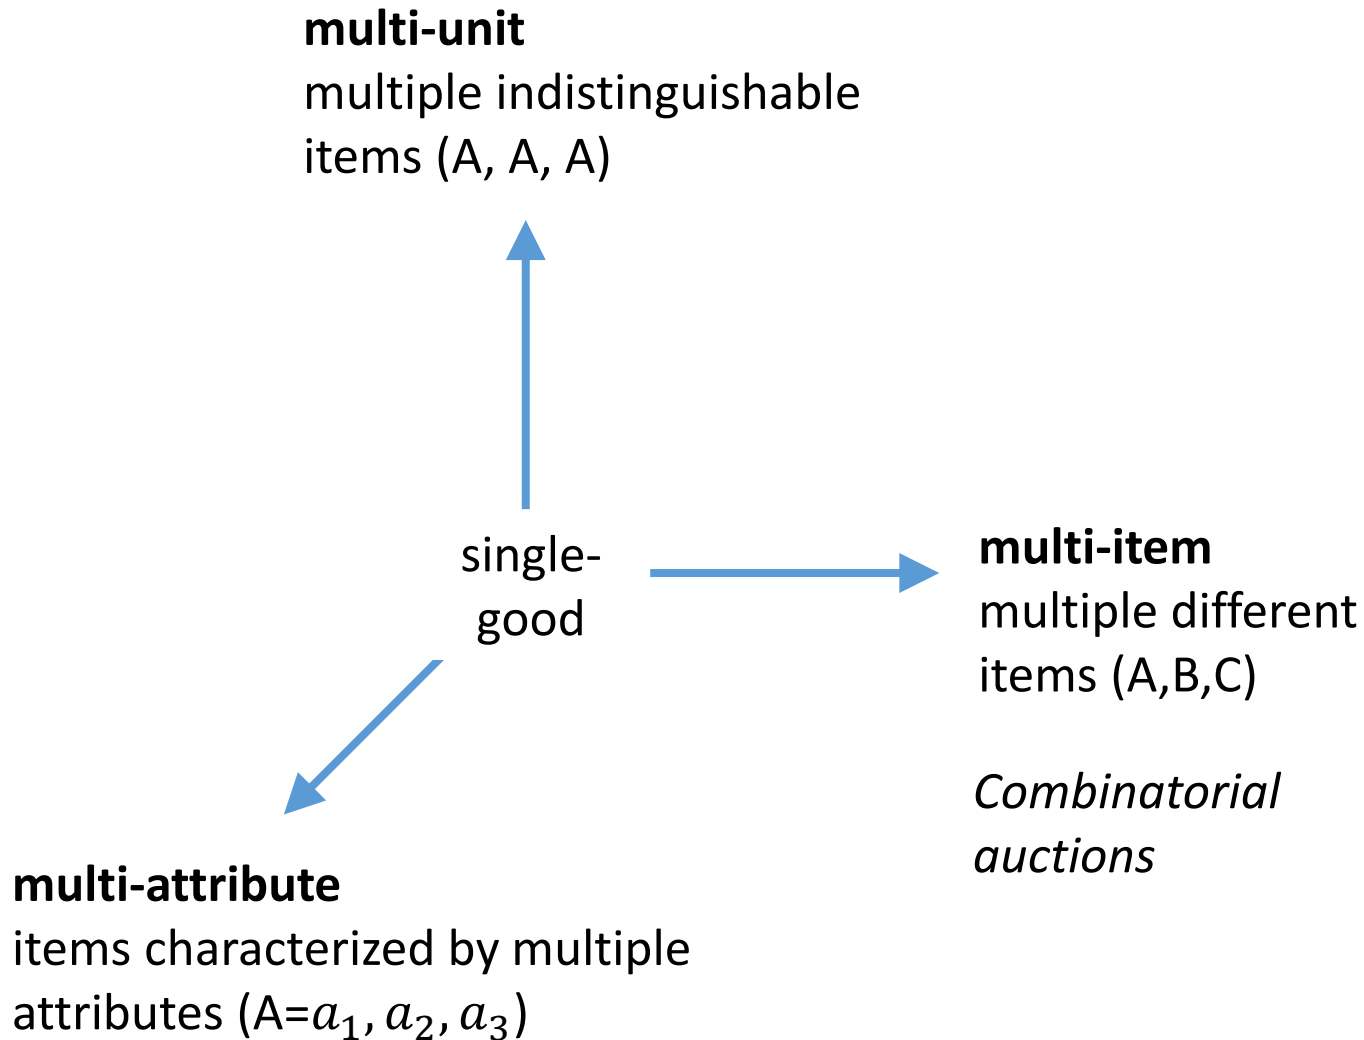 multi-unit
multiple indistinguishable
items (A, A, A)
single-
good
multi-item
multiple different
items (A,B,C)
Combinatorial
auctions
multi-attribute
items characterized by multiple
attributes (A=𝑎₁, 𝑎₂, 𝑎₃)